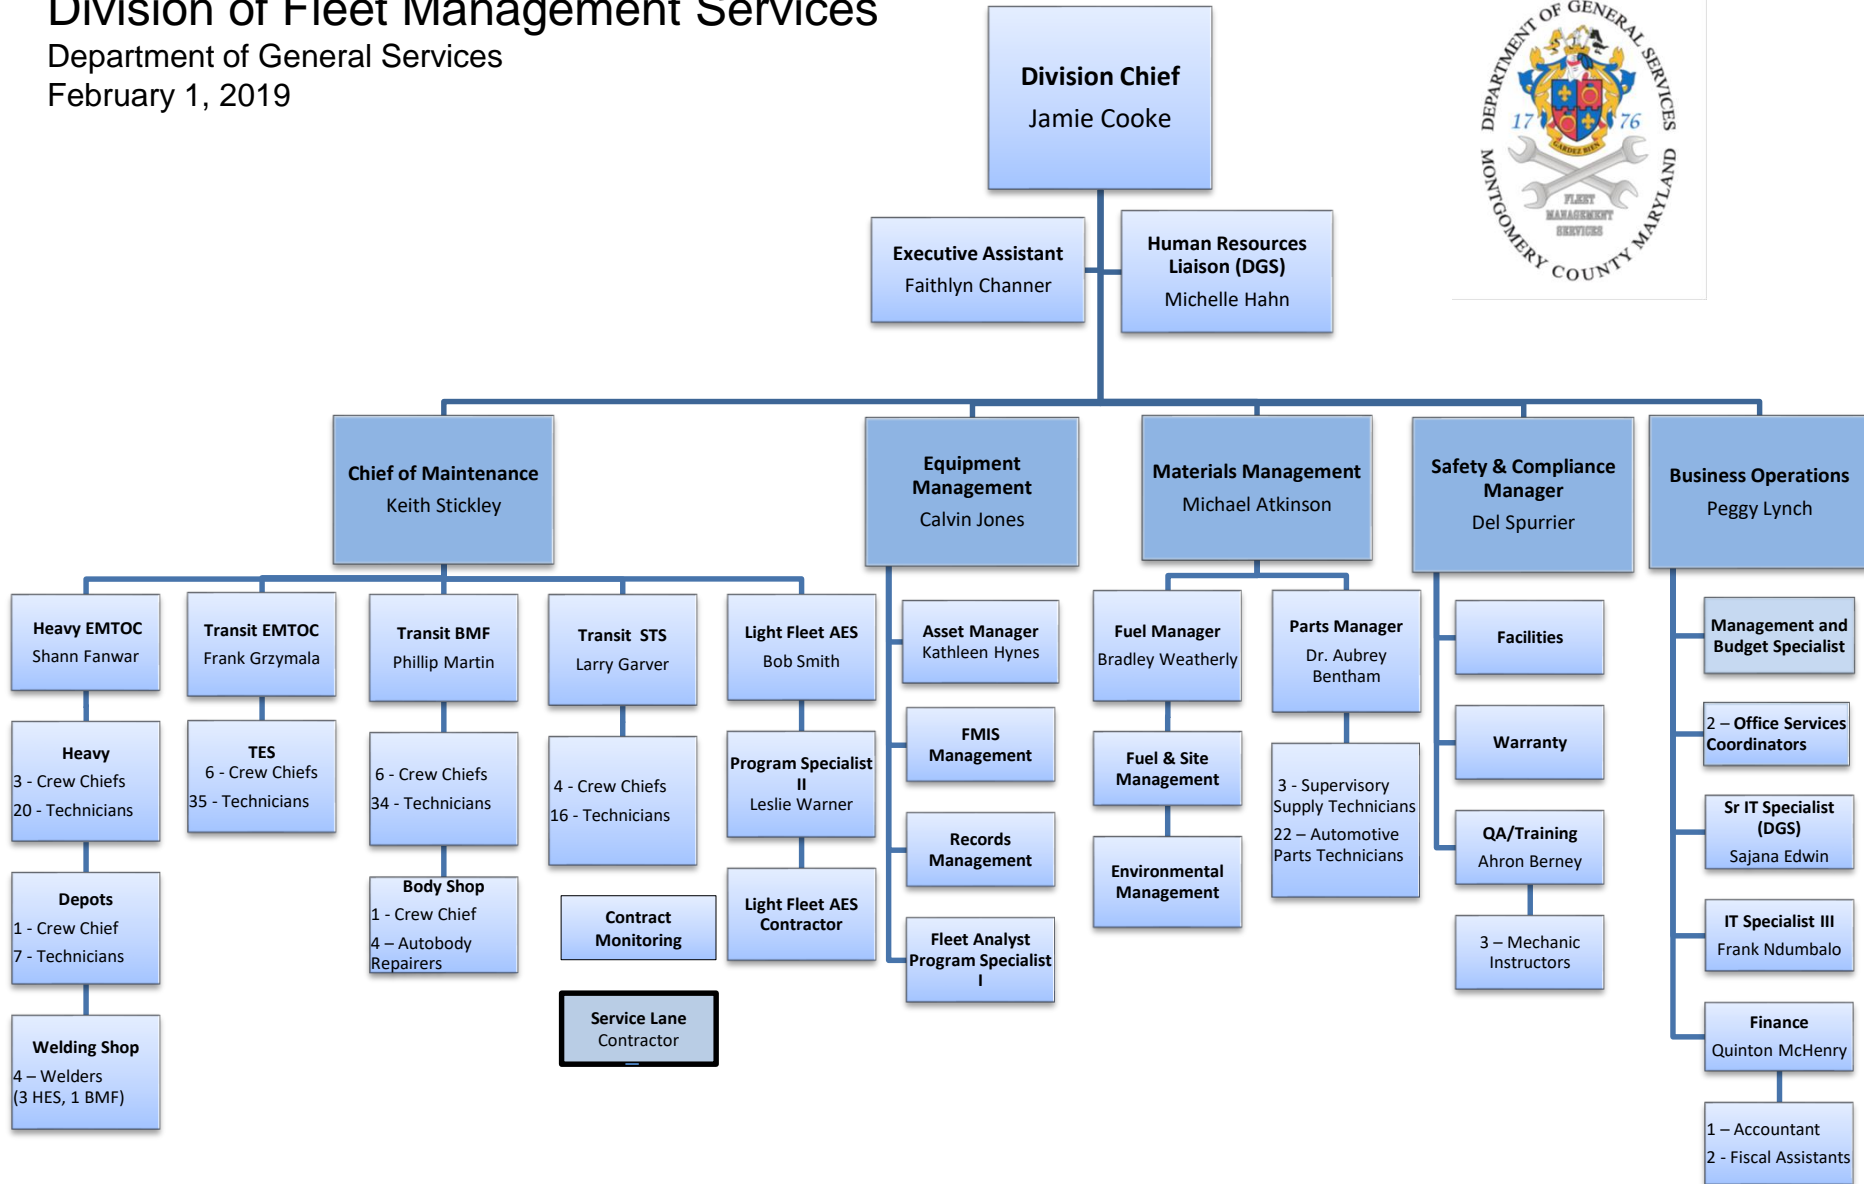 Division of Fleet Management Services
Department of General Services
February 1, 2019
Division Chief
Jamie Cooke
DEPARTMENT OF GENERAL SERVICES
17 76
GARDEZ BIEN
FLEET
MANAGEMENT
SERVICES
MONTGOMERY COUNTY MARYLAND
Executive Assistant
Faithlyn Channer
Human Resources
Liaison (DGS)
Michelle Hahn
Chief of Maintenance
Keith Stickley
Equipment
Management
Calvin Jones
Materials Management
Michael Atkinson
Safety & Compliance
Manager
Del Spurrier
Business Operations
Peggy Lynch
Heavy EMTOC
Shann Fanwar
Heavy
3 - Crew Chiefs
20 - Technicians
Depots
1 - Crew Chief
7 - Technicians
Welding Shop
4 – Welders
(3 HES, 1 BMF)
Transit EMTOC
Frank Grzymala
TES
6 - Crew Chiefs
35 - Technicians
Transit BMF
Phillip Martin
6 - Crew Chiefs
34 - Technicians
Body Shop
1 - Crew Chief
4 – Autobody
Repairers
Transit STS
Larry Garver
4 - Crew Chiefs
16 - Technicians
Contract
Monitoring
Service Lane
Contractor
Light Fleet AES
Bob Smith
Program Specialist
II
Leslie Warner
Light Fleet AES
Contractor
Asset Manager
Kathleen Hynes
FMIS
Management
Records
Management
Fleet Analyst
Program Specialist
I
Fuel Manager
Bradley Weatherly
Fuel & Site
Management
Environmental
Management
Parts Manager
Dr. Aubrey
Bentham
3 - Supervisory
Supply Technicians
22 – Automotive
Parts Technicians
Facilities
Warranty
QA/Training
Ahron Berney
3 – Mechanic
Instructors
Management and
Budget Specialist
2 – Office Services
Coordinators
Sr IT Specialist
(DGS)
Sajana Edwin
IT Specialist III
Frank Ndumbalo
Finance
Quinton McHenry
1 – Accountant
2 - Fiscal Assistants